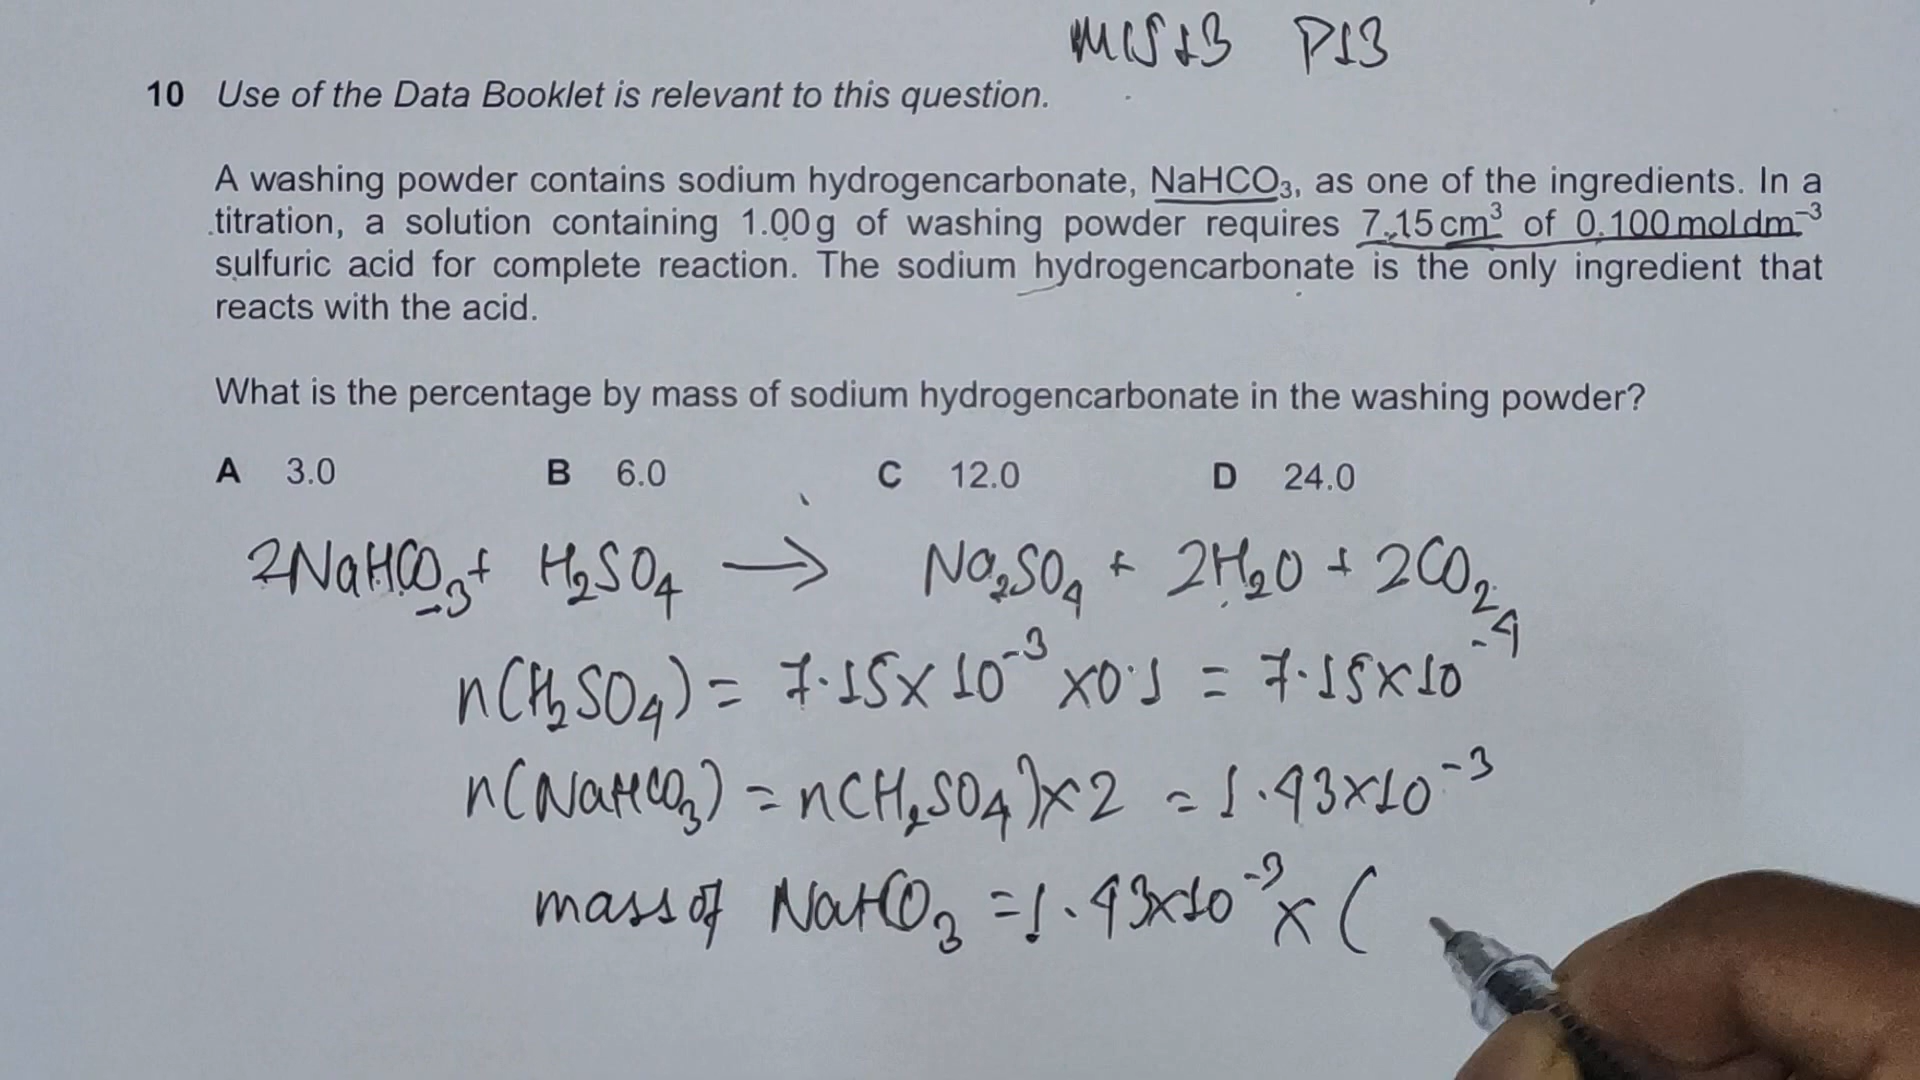 MJ513 P13
10 Use of the Data Booklet is relevant to this question.
A washing powder contains sodium hydrogencarbonate, NaHCO₃, as one of the ingredients. In a
titration, a solution containing 1.00 g of washing powder requires 7.15 cm³ of 0.100 mol dm⁻³
sulfuric acid for complete reaction. The sodium hydrogencarbonate is the only ingredient that
reacts with the acid.
What is the percentage by mass of sodium hydrogencarbonate in the washing powder?
A 3.0 B 6.0 C 12.0 D 24.0
2NaHCO₃ + H₂SO₄ → Na₂SO₄ + 2H₂O + 2CO₂
n(H₂SO₄) = 7.15 × 10⁻³ × 0.1 = 7.15 × 10⁻⁴
n(NaHCO₃) = n(H₂SO₄) × 2 = 1.43 × 10⁻³
mass of NaHCO₃ = 1.43 × 10⁻³ × (